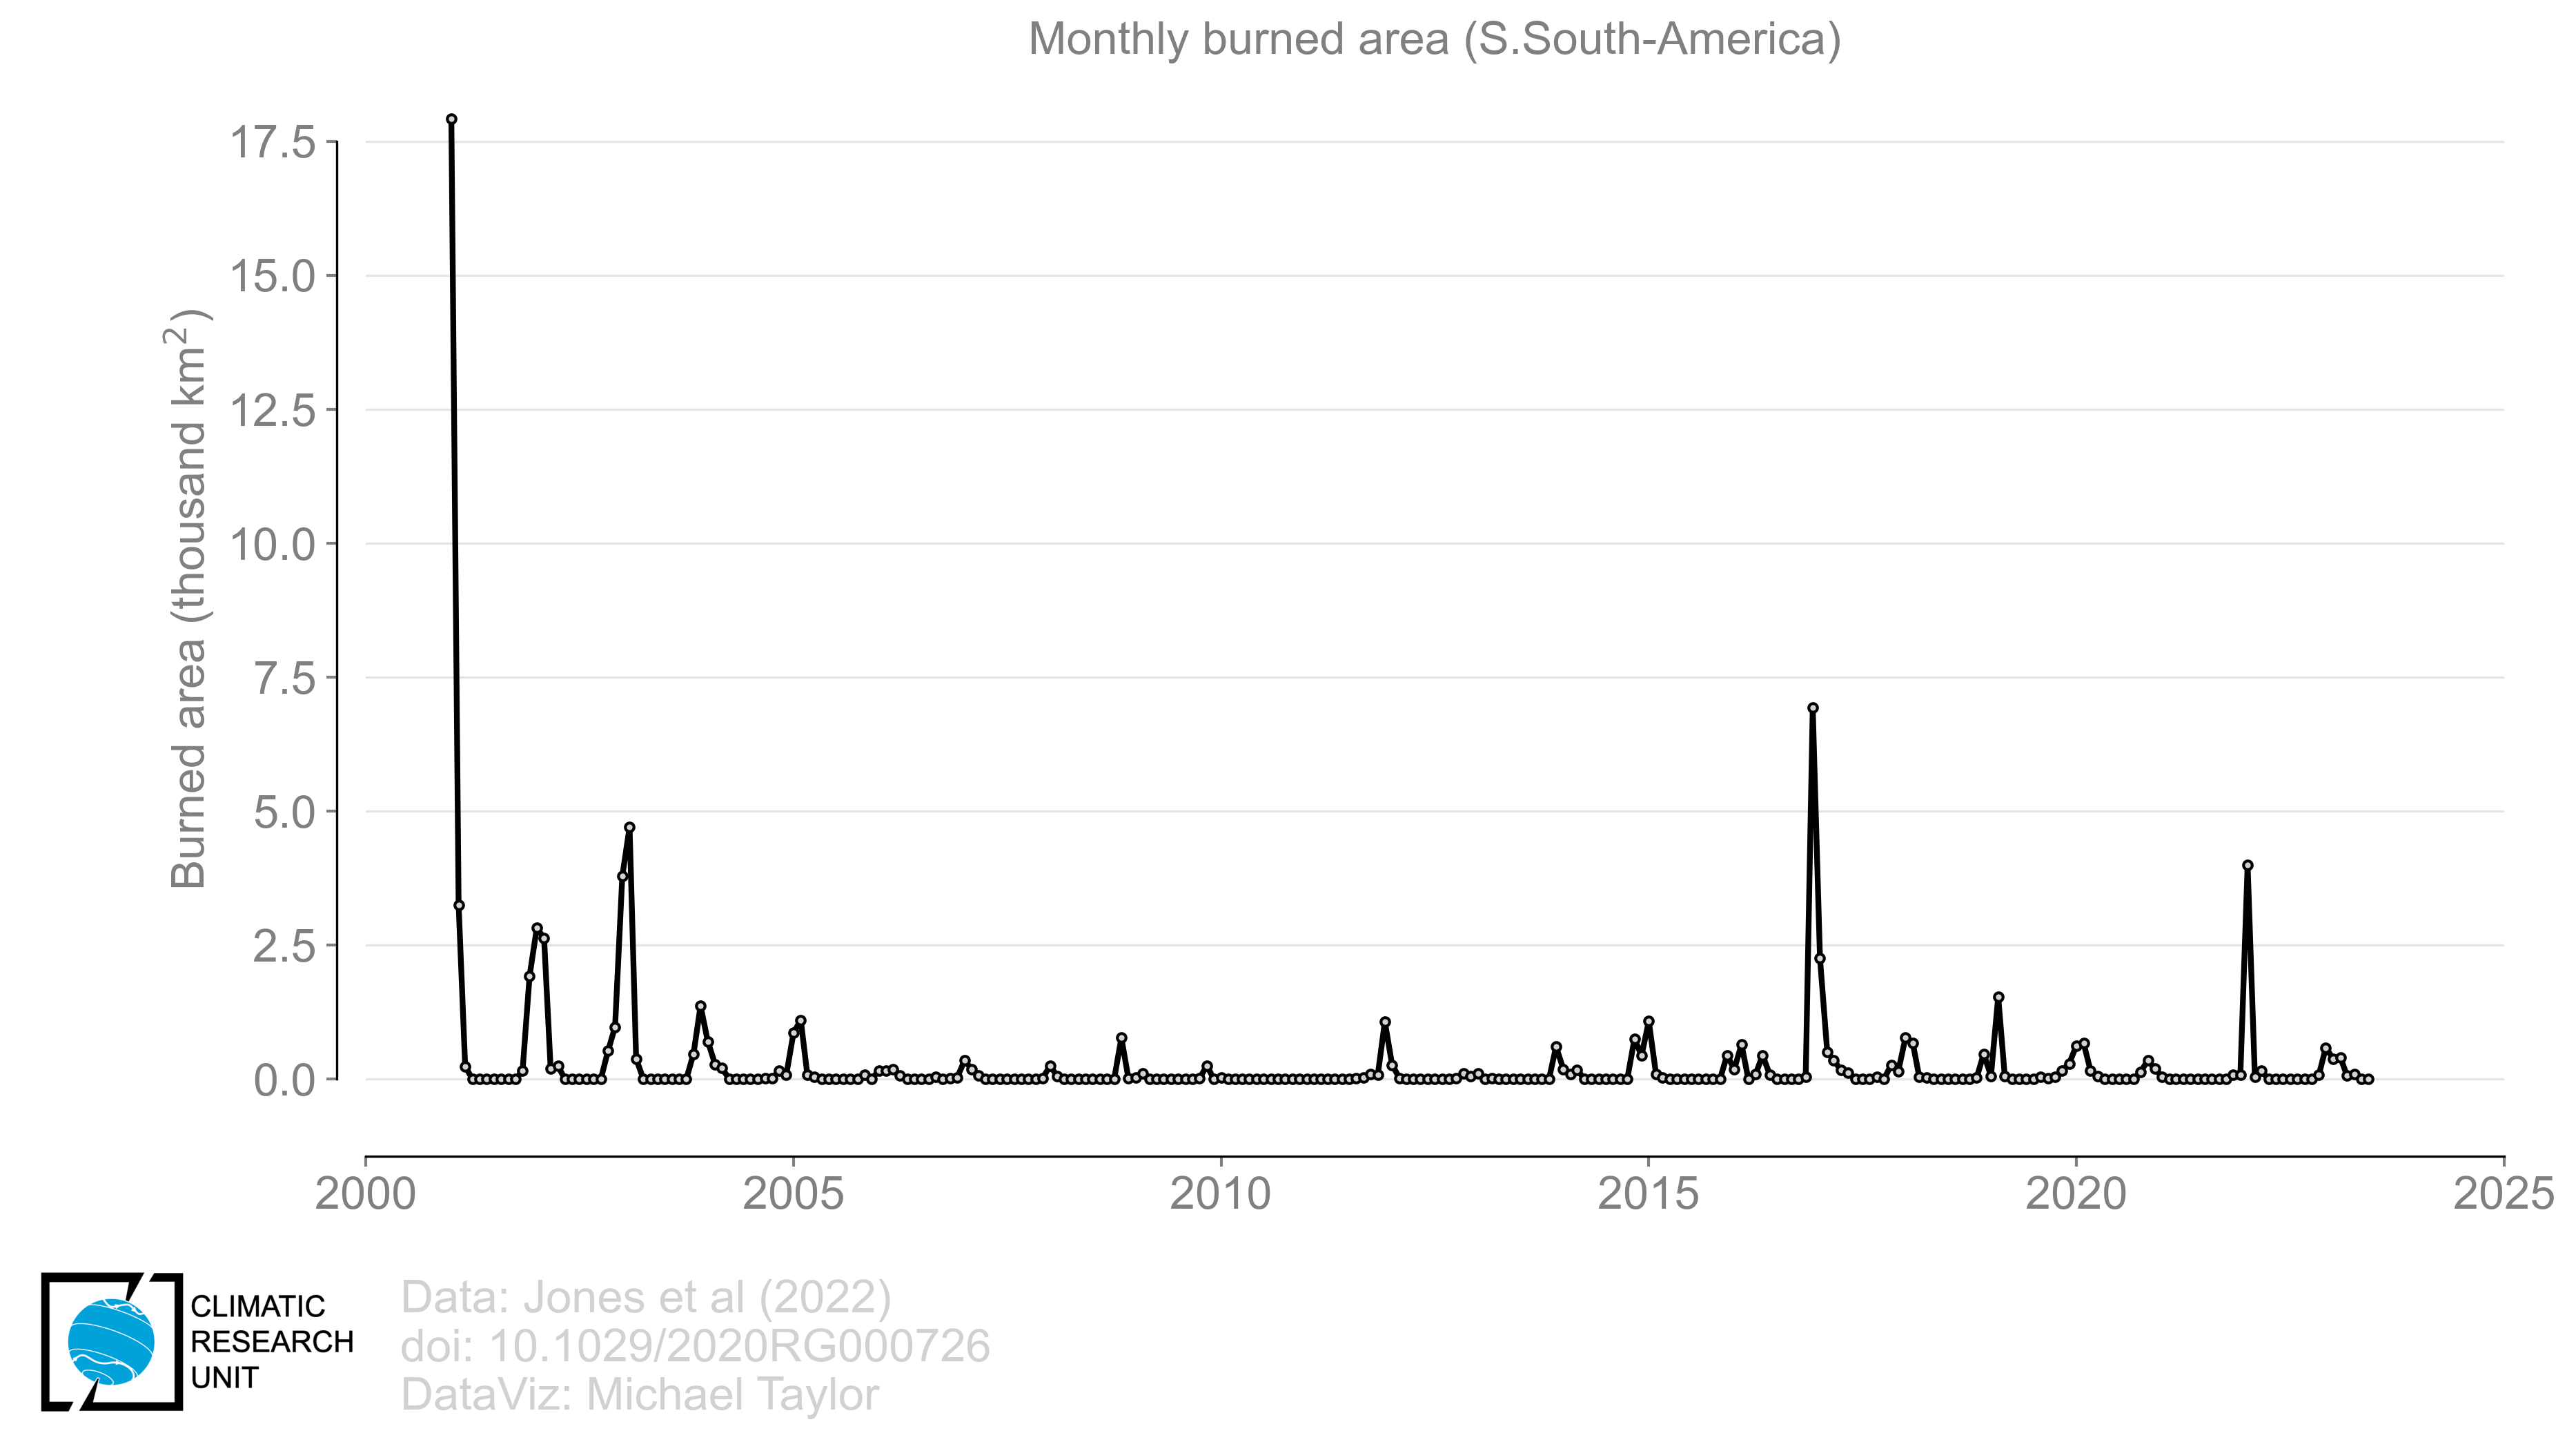 Monthly burned area (S.South-America)
Burned area (thousand km²)
17.5
15.0
12.5
10.0
7.5
5.0
2.5
0.0
2000 2005 2010 2015 2020 2025
CLIMATIC
RESEARCH
UNIT
Data: Jones et al (2022)
doi: 10.1029/2020RG000726
DataViz: Michael Taylor